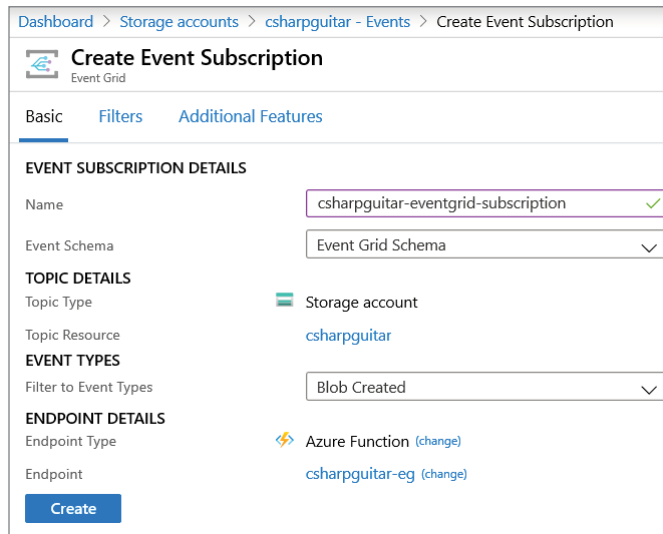 Dashboard > Storage accounts > csharpguitar - Events > Create Event Subscription
Create Event Subscription
Event Grid
Basic Filters Additional Features
EVENT SUBSCRIPTION DETAILS
Name csharpguitar-eventgrid-subscription
Event Schema Event Grid Schema
TOPIC DETAILS
Topic Type Storage account
Topic Resource csharpguitar
EVENT TYPES
Filter to Event Types Blob Created
ENDPOINT DETAILS
Endpoint Type Azure Function (change)
Endpoint csharpguitar-eg (change)
Create